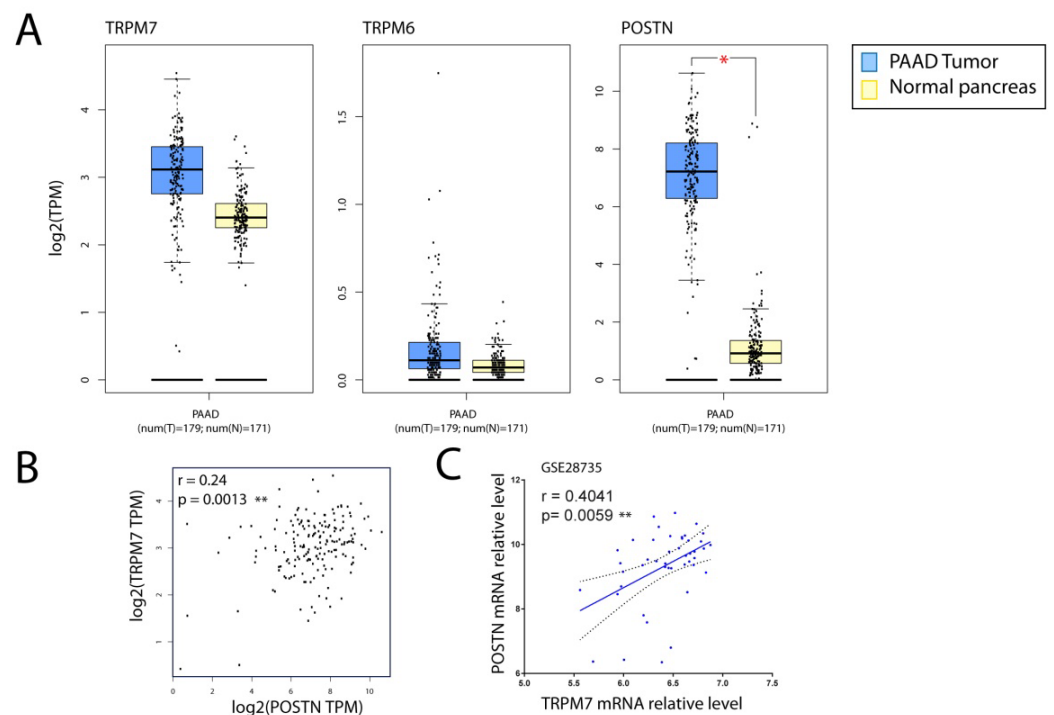 A
TRPM7
TRPM6
POSTN
PAAD Tumor
Normal pancreas
*
log2(TPM)
4
3
2
1
0
1.5
1.0
0.5
0.0
10
8
6
4
2
0
PAAD
(num(T)=179; num(N)=171)
PAAD
(num(T)=179; num(N)=171)
PAAD
(num(T)=179; num(N)=171)
B
r = 0.24
p = 0.0013 **
log2(TRPM7 TPM)
4
3
2
1
0 2 4 6 8 10
log2(POSTN TPM)
C
GSE28735
r = 0.4041
p= 0.0059 **
POSTN mRNA relative level
12
10
8
6
5.0 5.5 6.0 6.5 7.0 7.5
TRPM7 mRNA relative level